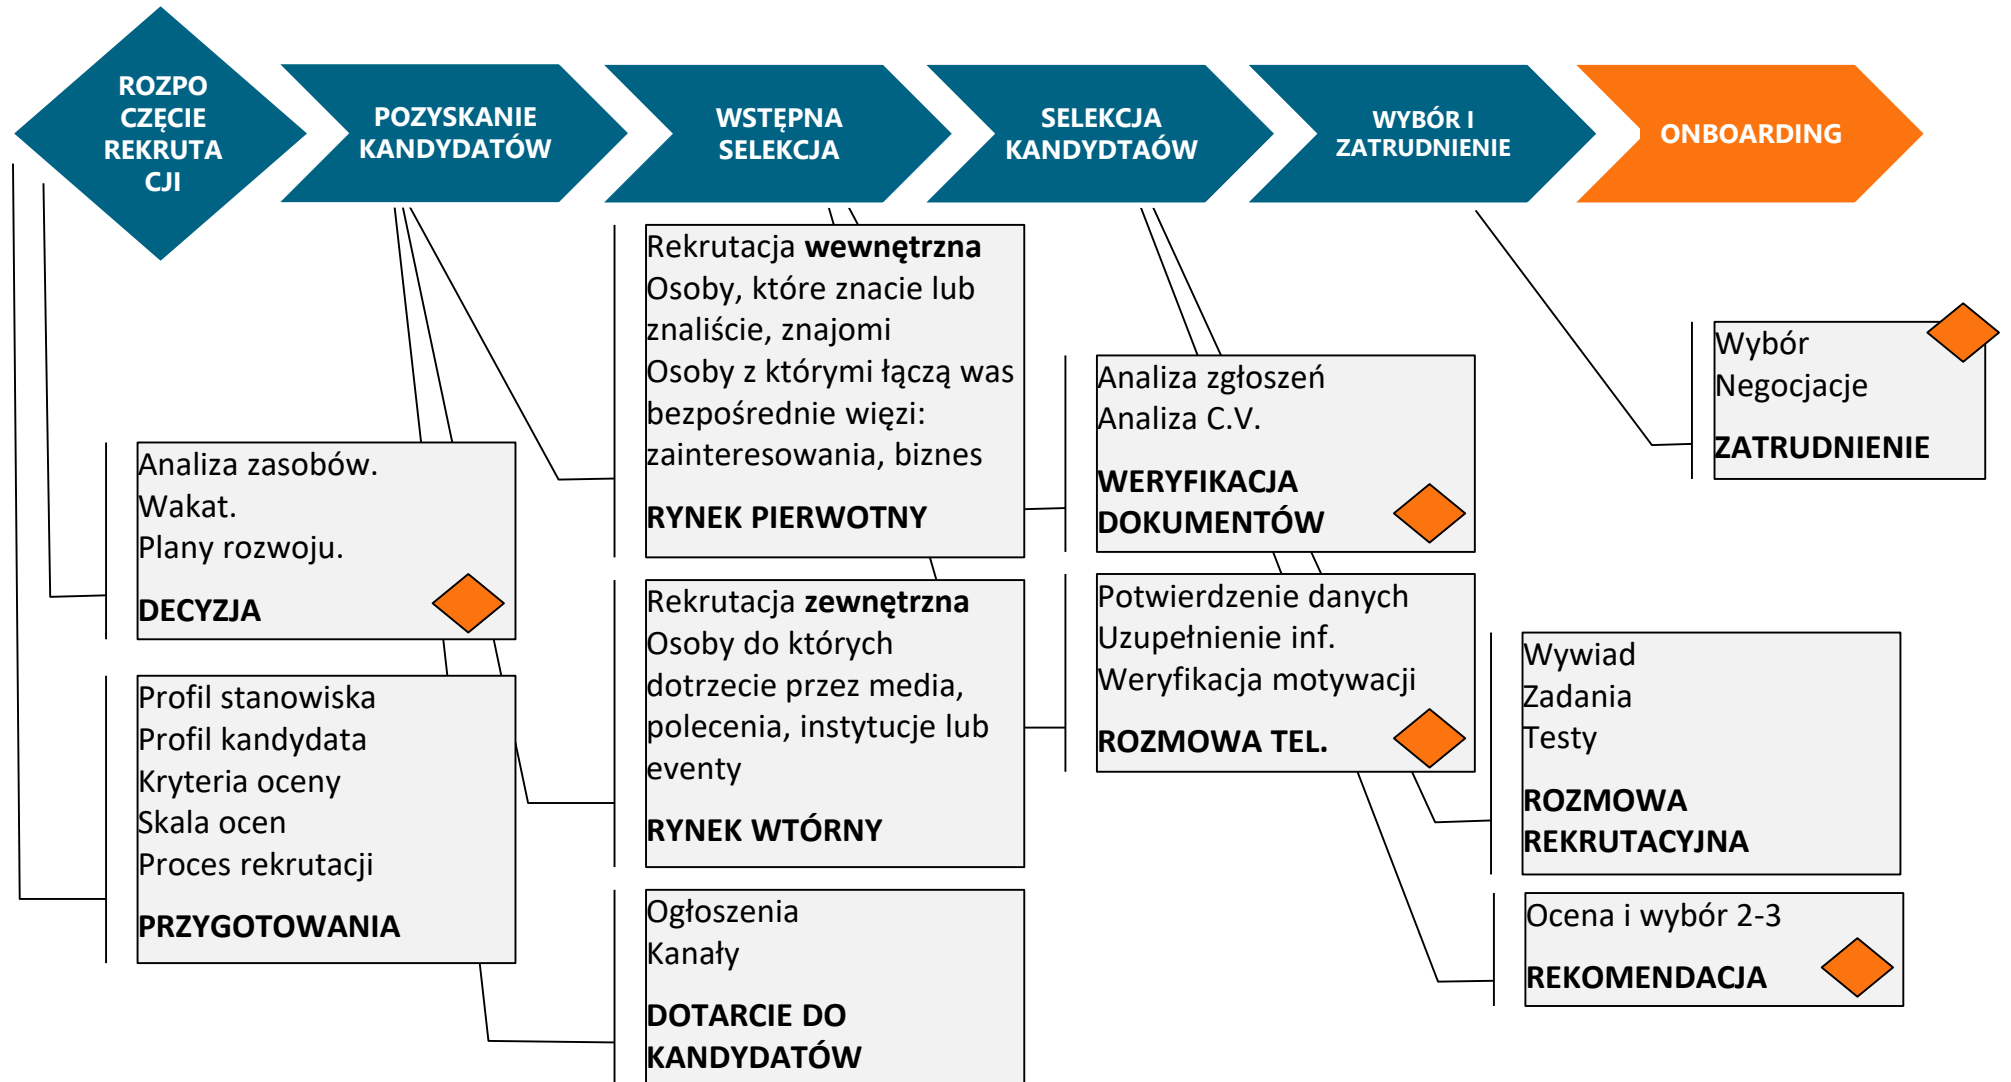 ROZPO
CZĘCIE
REKRUTA
CJI
POZYSKANIE
KANDYDATÓW
WSTĘPNA
SELEKCJA
SELEKCJA
KANDYDTAÓW
WYBÓR I
ZATRUDNIENIE
ONBOARDING
Analiza zasobów.
Wakat.
Plany rozwoju.
DECYZJA
Profil stanowiska
Profil kandydata
Kryteria oceny
Skala ocen
Proces rekrutacji
PRZYGOTOWANIA
Rekrutacja wewnętrzna
Osoby, które znacie lub
znaliście, znajomi
Osoby z którymi łączą was
bezpośrednie więzi:
zainteresowania, biznes
RYNEK PIERWOTNY
Rekrutacja zewnętrzna
Osoby do których
dotrzecie przez media,
polecenia, instytucje lub
eventy
RYNEK WTÓRNY
Ogłoszenia
Kanały
DOTARCIE DO
KANDYDATÓW
Analiza zgłoszeń
Analiza C.V.
WERYFIKACJA
DOKUMENTÓW
Potwierdzenie danych
Uzupełnienie inf.
Weryfikacja motywacji
ROZMOWA TEL.
Wywiad
Zadania
Testy
ROZMOWA
REKRUTACYJNA
Ocena i wybór 2-3
REKOMENDACJA
Wybór
Negocjacje
ZATRUDNIENIE